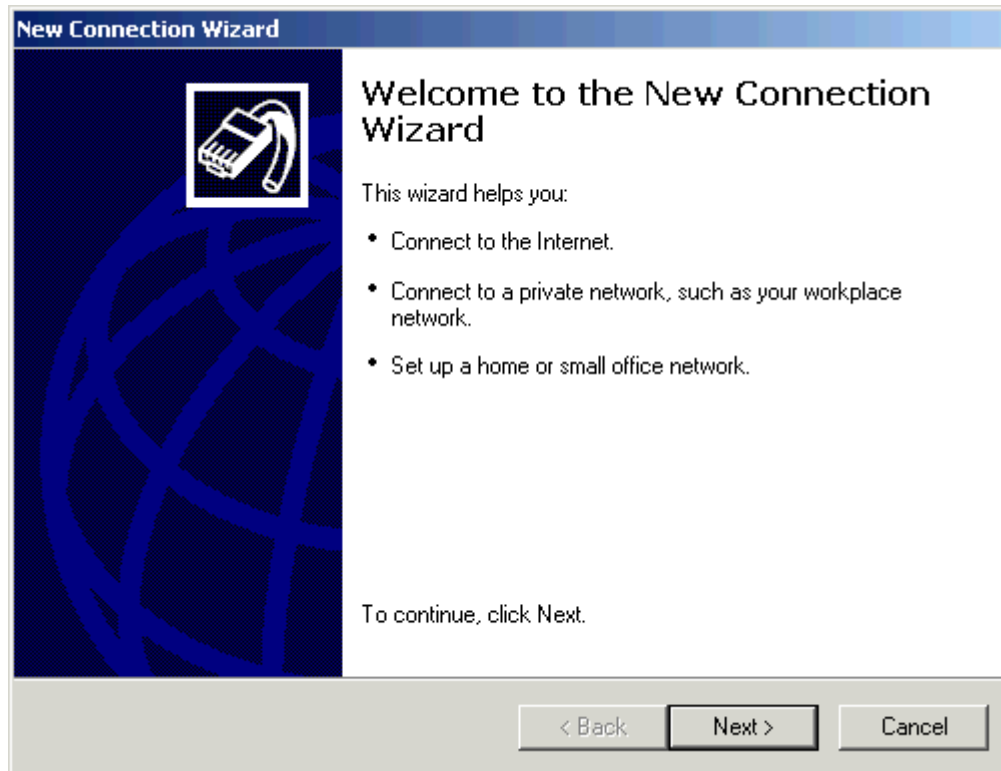 New Connection Wizard
Welcome to the New Connection
Wizard
This wizard helps you:
• Connect to the Internet.
• Connect to a private network, such as your workplace
network.
• Set up a home or small office network.
To continue, click Next.
< Back Next > Cancel